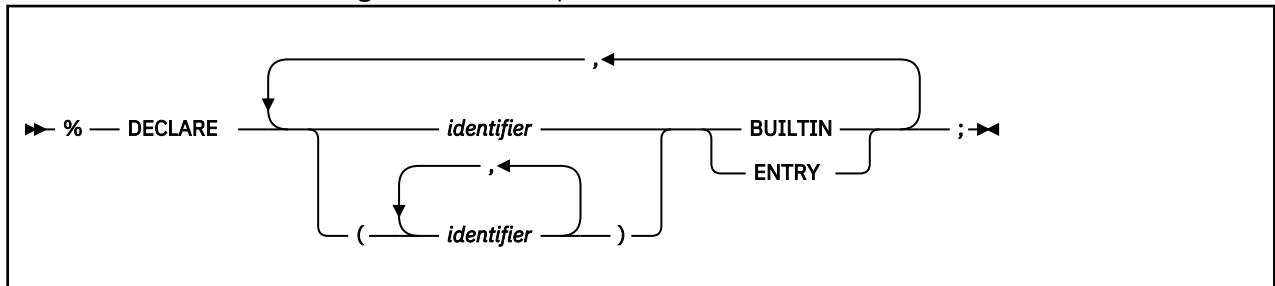 ,
% DECLARE identifier BUILTIN ;
, ENTRY
( identifier )